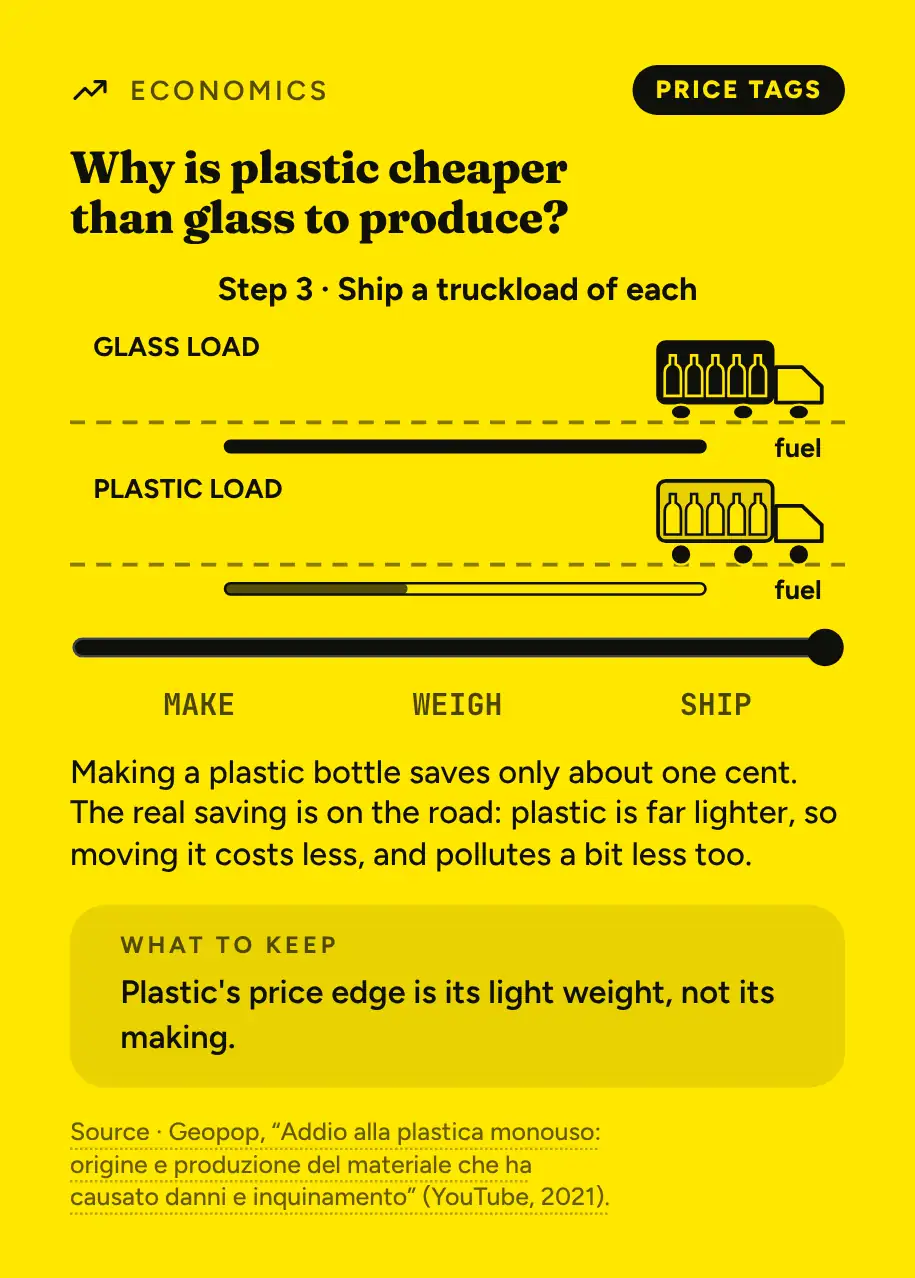 ECONOMICS
PRICE TAGS
Why is plastic cheaper
than glass to produce?
Step 3 · Ship a truckload of each
GLASS LOAD
fuel
PLASTIC LOAD
fuel
MAKE WEIGH SHIP
Making a plastic bottle saves only about one cent.
The real saving is on the road: plastic is far lighter, so
moving it costs less, and pollutes a bit less too.
WHAT TO KEEP
Plastic's price edge is its light weight, not its
making.
Source · Geopop, “Addio alla plastica monouso:
origine e produzione del materiale che ha
causato danni e inquinamento” (YouTube, 2021).